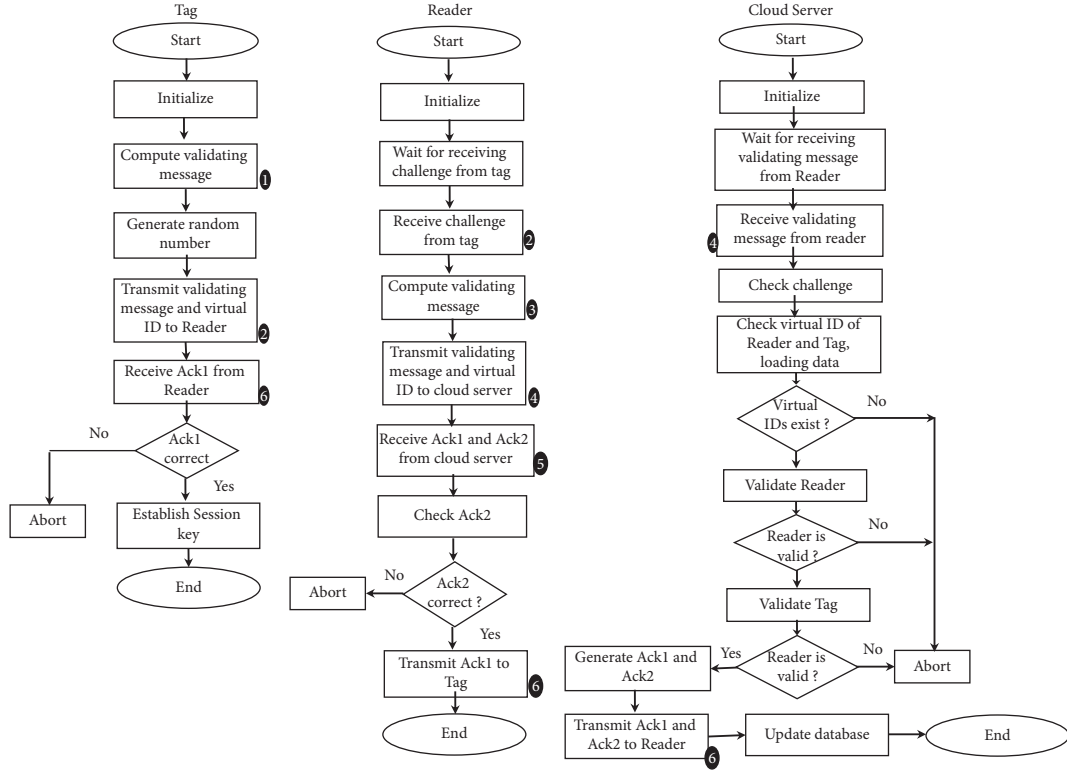 Tag
Start
Initialize
Compute validating
message
1
Generate random
number
Transmit validating
message and virtual
ID to Reader
2
Receive Ack1 from
Reader
6
Ack1
correct
No
Yes
Abort
Establish Session
key
End
Reader
Start
Initialize
Wait for receiving
challenge from tag
Receive challenge
from tag
2
Compute validating
message
3
Transmit validating
message and virtual
ID to cloud server
4
Receive Ack1 and Ack2
from cloud server
5
Check Ack2
Ack2
correct ?
No
Abort
Yes
Transmit Ack1 to
Tag
6
End
Cloud Server
Start
Initialize
Wait for receiving
validating message
from Reader
Receive validating
message from reader
4
Check challenge
Check virtual ID of
Reader and Tag,
loading data
Virtual
IDs exist ?
No
Validate Reader
Reader is
valid ?
No
Validate Tag
Reader is
valid ?
No
Abort
Yes
Generate Ack1 and
Ack2
Transmit Ack1 and
Ack2 to Reader
6
Update database
End